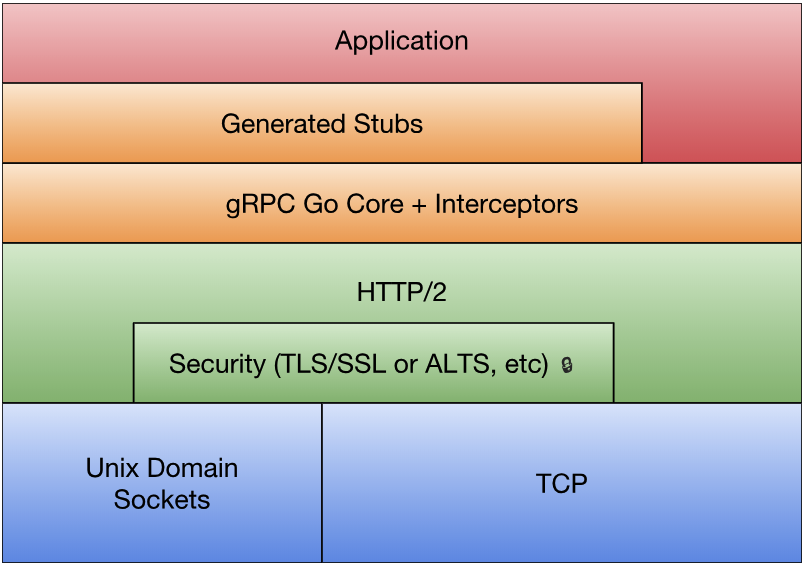 Application
Generated Stubs
gRPC Go Core + Interceptors
HTTP/2
Security (TLS/SSL or ALTS, etc) 🔒
Unix Domain
Sockets
TCP